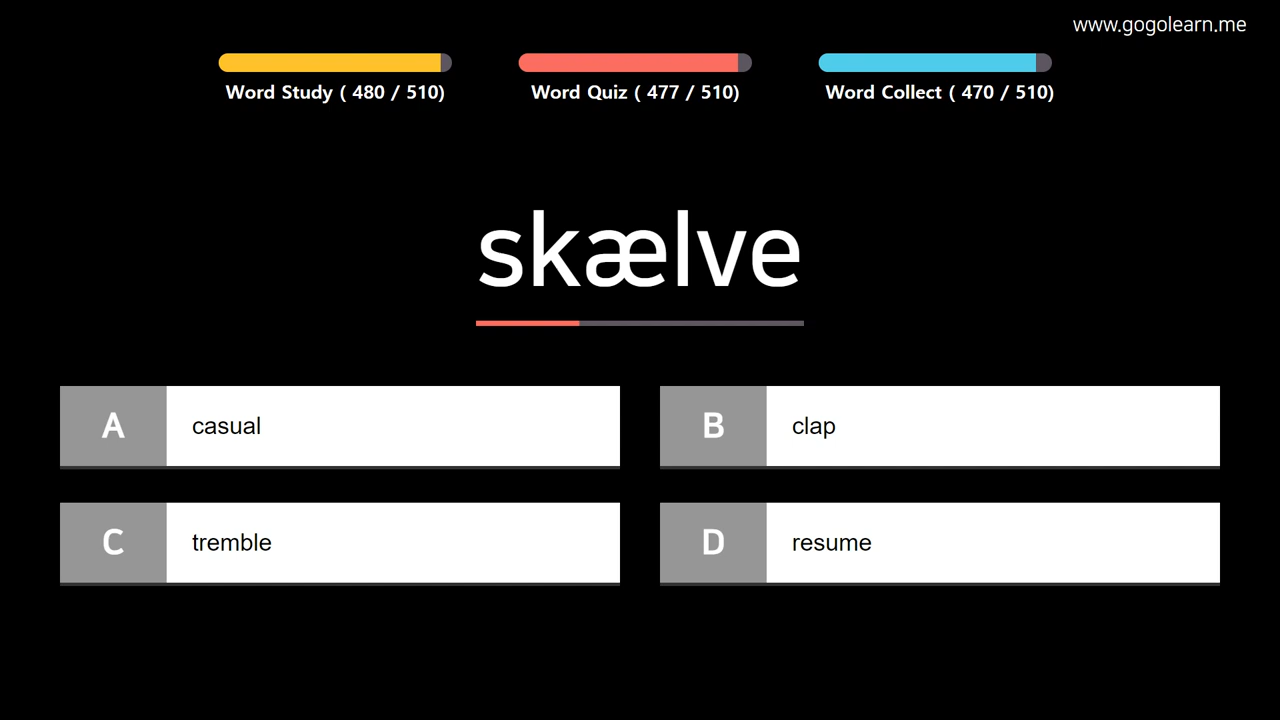 www.gogolearn.me
Word Study ( 480 / 510)
Word Quiz ( 477 / 510)
Word Collect ( 470 / 510)
skælve
A casual
B clap
C tremble
D resume